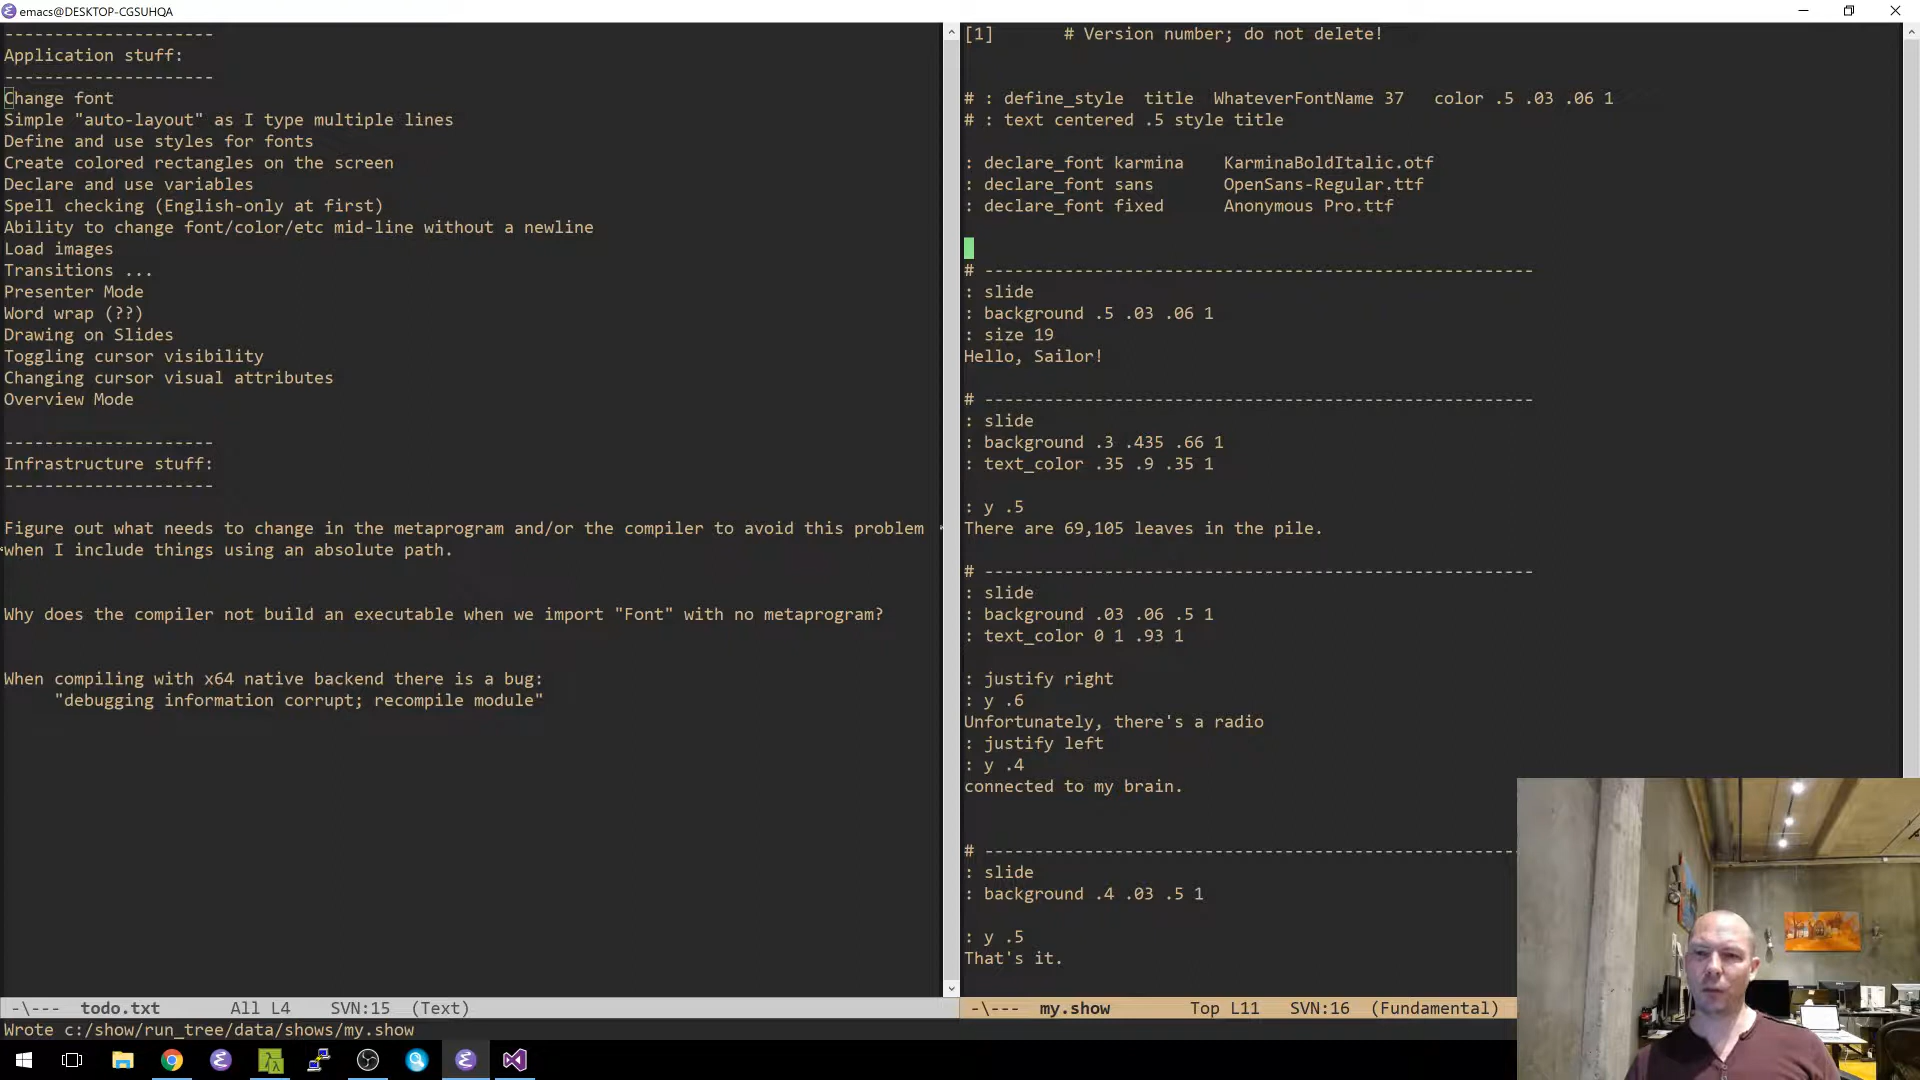 emacs@DESKTOP-CGSUHQA
---------------------
Application stuff:
---------------------
Change font
Simple "auto-layout" as I type multiple lines
Define and use styles for fonts
Create colored rectangles on the screen
Declare and use variables
Spell checking (English-only at first)
Ability to change font/color/etc mid-line without a newline
Load images
Transitions ...
Presenter Mode
Word wrap (??)
Drawing on Slides
Toggling cursor visibility
Changing cursor visual attributes
Overview Mode
---------------------
Infrastructure stuff:
---------------------
Figure out what needs to change in the metaprogram and/or the compiler to avoid this problem
when I include things using an absolute path.
Why does the compiler not build an executable when we import "Font" with no metaprogram?
When compiling with x64 native backend there is a bug:
"debugging information corrupt; recompile module"
-\--- todo.txt All L4 SVN:15 (Text)
[1] # Version number; do not delete!
# : define_style title WhateverFontName 37 color .5 .03 .06 1
# : text centered .5 style title
: declare_font karmina KarminaBoldItalic.otf
: declare_font sans OpenSans-Regular.ttf
: declare_font fixed Anonymous Pro.ttf
# -------------------------------------------------------
: slide
: background .5 .03 .06 1
: size 19
Hello, Sailor!
# -------------------------------------------------------
: slide
: background .3 .435 .66 1
: text_color .35 .9 .35 1
: y .5
There are 69,105 leaves in the pile.
# -------------------------------------------------------
: slide
: background .03 .06 .5 1
: text_color 0 1 .93 1
: justify right
: y .6
Unfortunately, there's a radio
: justify left
: y .4
connected to my brain.
# -------------------------------------------------------
: slide
: background .4 .03 .5 1
: y .5
That's it.
-\--- my.show Top L11 SVN:16 (Fundamental)
Wrote c:/show/run_tree/data/shows/my.show